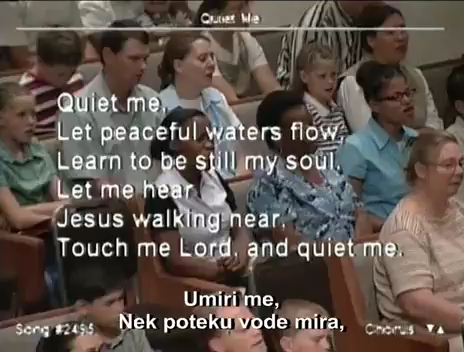 Quiet Me
Quiet me,
Let peaceful waters flow,
Learn to be still my soul,
Let me hear
Jesus walking near,
Touch me Lord, and quiet me.
Umiri me,
Nek poteku vode mira,
Song #2495
Chorus ▼▲